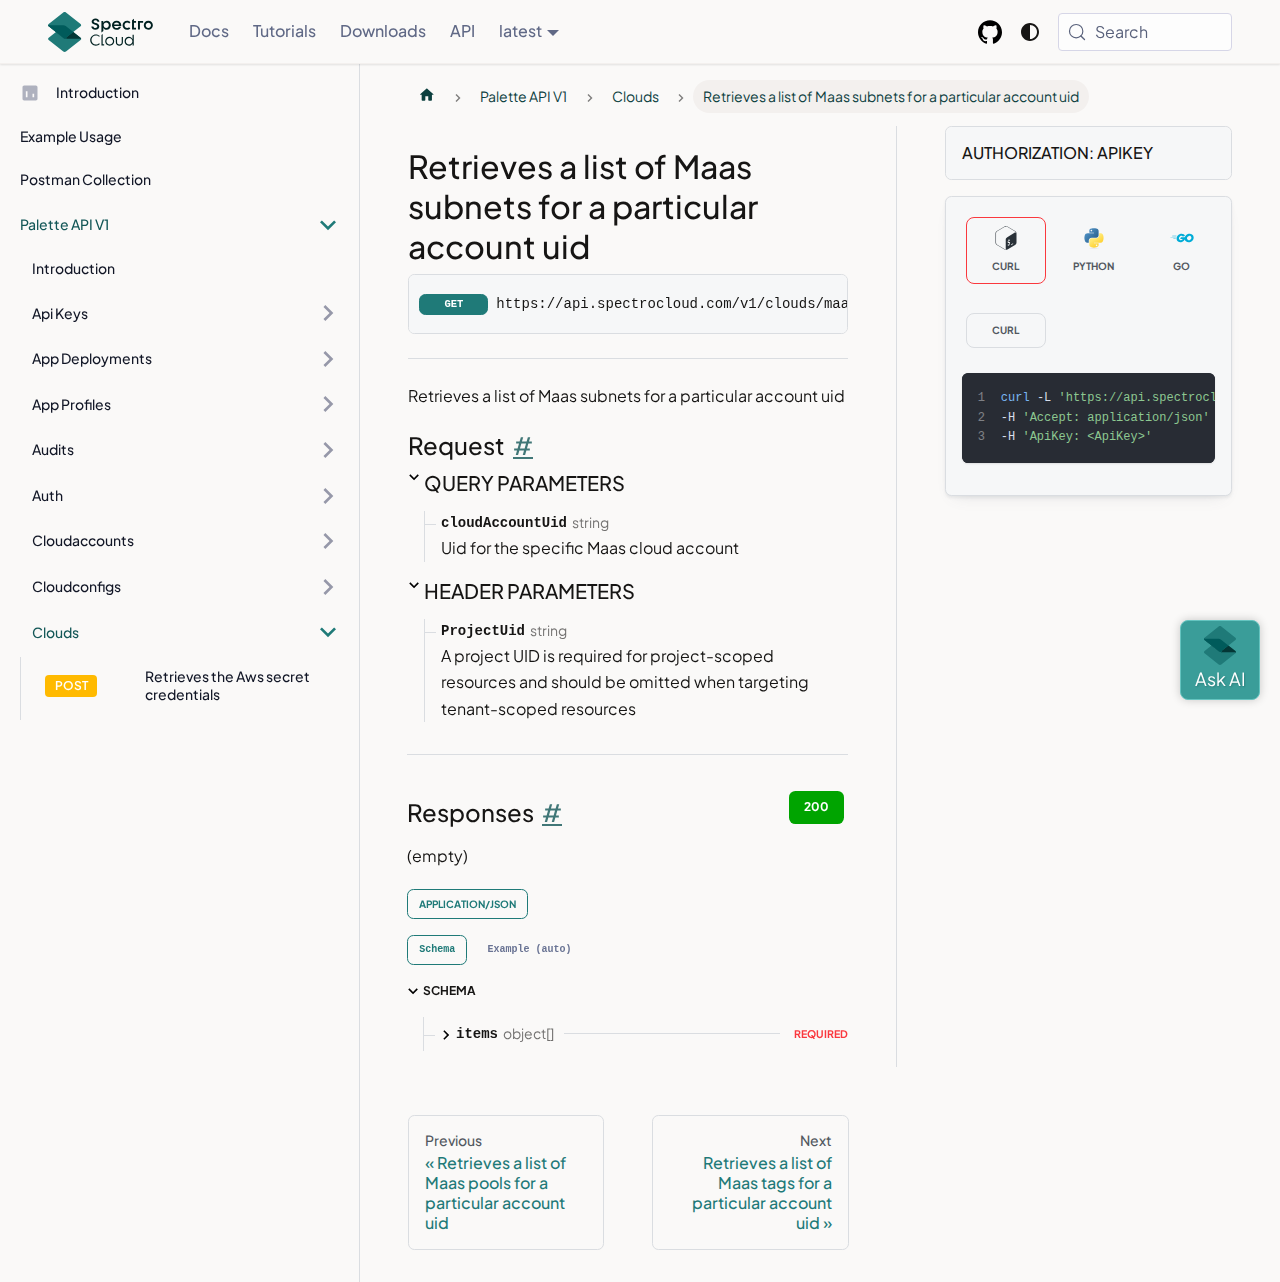 Spectro
Cloud
Docs
Tutorials
Downloads
API
latest
Search
Introduction
Example Usage
Postman Collection
Palette API V1
Introduction
Api Keys
App Deployments
App Profiles
Audits
Auth
Cloudaccounts
Cloudconfigs
Clouds
POST
Retrieves the Aws secret
credentials
Palette API V1
Clouds
Retrieves a list of Maas subnets for a particular account uid
Retrieves a list of Maas
subnets for a particular
account uid
GET https://api.spectrocloud.com/v1/clouds/maa
Retrieves a list of Maas subnets for a particular account uid
Request #
QUERY PARAMETERS
cloudAccountUid string
Uid for the specific Maas cloud account
HEADER PARAMETERS
ProjectUid string
A project UID is required for project-scoped
resources and should be omitted when targeting
tenant-scoped resources
Responses #
200
(empty)
APPLICATION/JSON
Schema
Example (auto)
SCHEMA
items object[]
REQUIRED
Previous
« Retrieves a list of
Maas pools for a
particular account
uid
Next
Retrieves a list of
Maas tags for a
particular account
uid »
AUTHORIZATION: APIKEY
CURL
PYTHON
GO
CURL
1 curl -L 'https://api.spectrocl
2 -H 'Accept: application/json'
3 -H 'ApiKey: <ApiKey>'
Ask AI